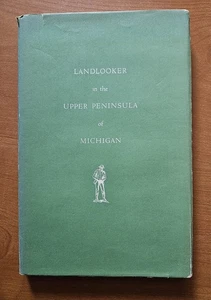 LANDLOOKER
in the
UPPER PENINSULA
of
MICHIGAN